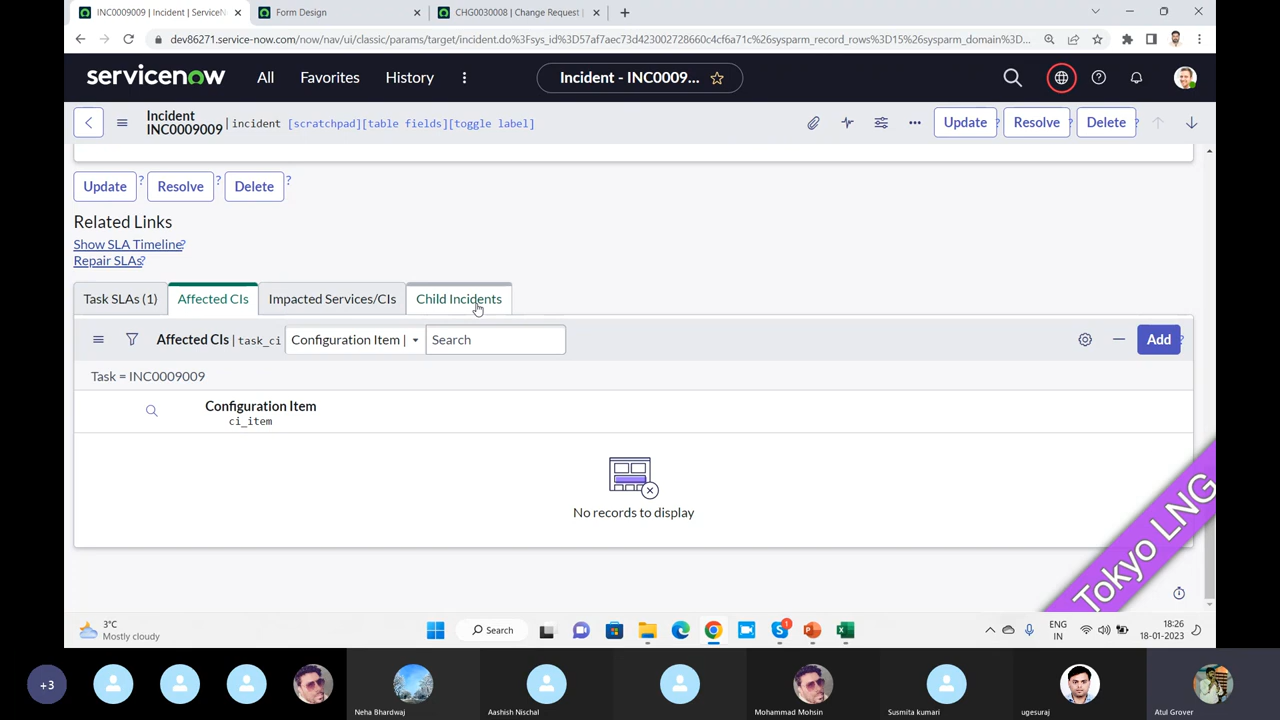 INC0009009 | Incident | ServiceN
Form Design
CHG0030008 | Change Request |
dev86271.service-now.com/now/nav/ui/classic/params/target/incident.do%3Fsys_id%3D57af7aec73d423002728660c4cf6a71c%26sysparm_record_rows%3D15%26sysparm_domain%3D...
servicenow
All
Favorites
History
Incident - INC0009...
Incident
INC0009009
incident [scratchpad][table fields][toggle label]
Update ?
Resolve ?
Delete ?
Update ?
Resolve ?
Delete ?
Related Links
Show SLA Timeline?
Repair SLAs?
Task SLAs (1)
Affected CIs
Impacted Services/CIs
Child Incidents
Affected CIs | task_ci
Configuration Item |
Search
Add ?
Task = INC0009009
Configuration Item
ci_item
No records to display
Tokyo LNG
3°C
Mostly cloudy
Search
1
ENG
IN
18:26
18-01-2023
+3
Neha Bhardwaj
Aashish Nischal
Mohammad Mohsin
Susmita kumari
ugesuraj
Atul Grover